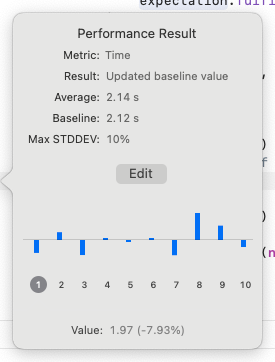 expectation.fulfi
Performance Result
Metric: Time
Result: Updated baseline value
Average: 2.14 s
Baseline: 2.12 s
Max STDDEV: 10%
Edit
1 2 3 4 5 6 7 8 9 10
Value: 1.97 (-7.93%)
,
)
f
)
(n